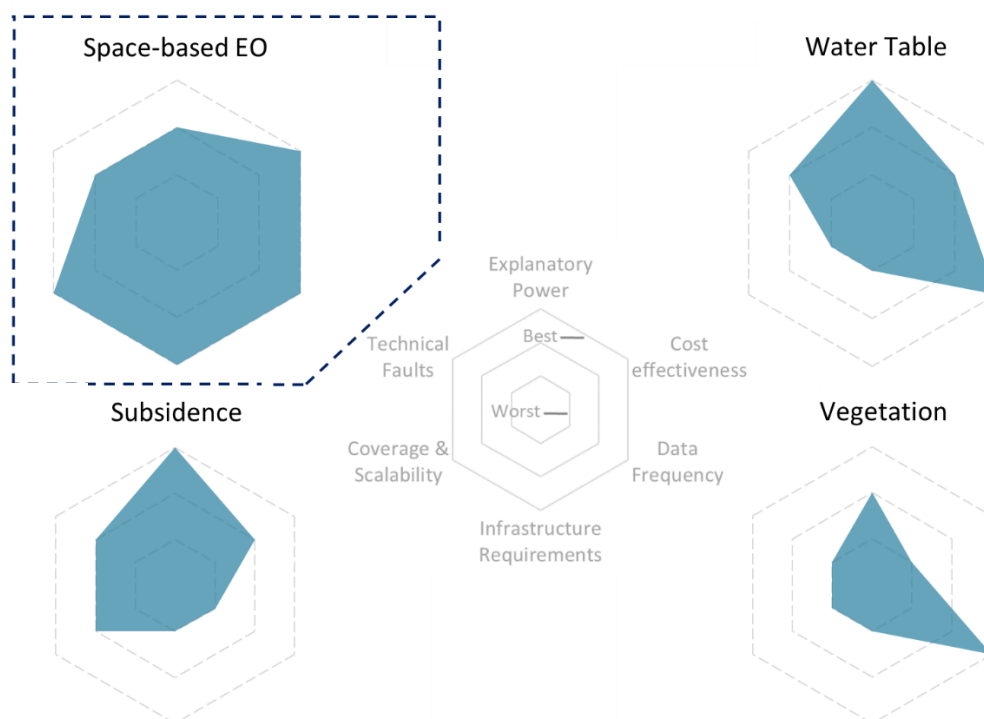 Space-based EO
Water Table
Explanatory
Power
Best
Technical
Faults
Cost
effectiveness
Worst
Subsidence
Vegetation
Coverage &
Scalability
Data
Frequency
Infrastructure
Requirements